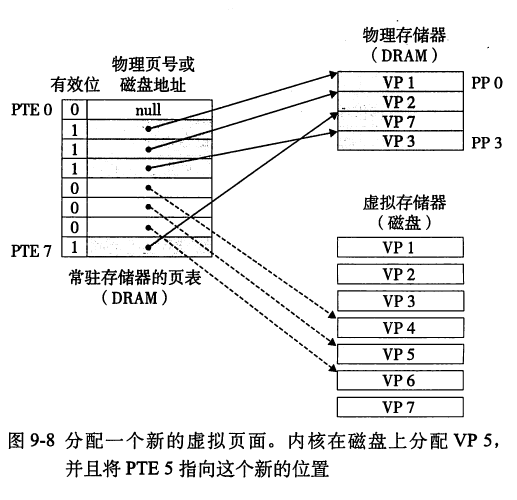 物理页号或
磁盘地址
有效位
PTE 0
0
null
1
1
1
0
0
0
PTE 7
1
常驻存储器的页表
（DRAM）
物理存储器
（DRAM）
VP 1
PP 0
VP 2
VP 7
VP 3
PP 3
虚拟存储器
（磁盘）
VP 1
VP 2
VP 3
VP 4
VP 5
VP 6
VP 7
图 9-8 分配一个新的虚拟页面。内核在磁盘上分配 VP 5，
并且将 PTE 5 指向这个新的位置